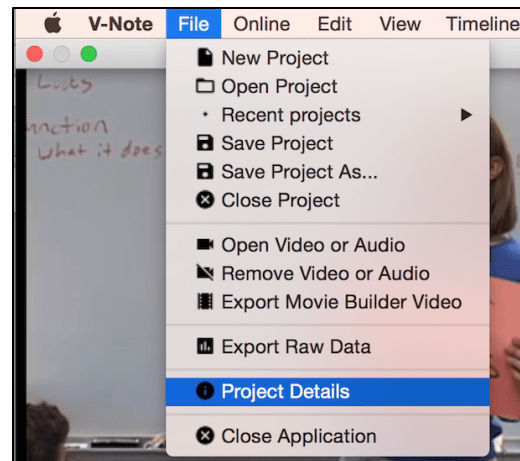 V-Note File Online Edit View Timeline
New Project
Open Project
Recent projects
Save Project
Save Project As...
Close Project
Open Video or Audio
Remove Video or Audio
Export Movie Builder Video
Export Raw Data
Project Details
Close Application
Looks
unction
what it does